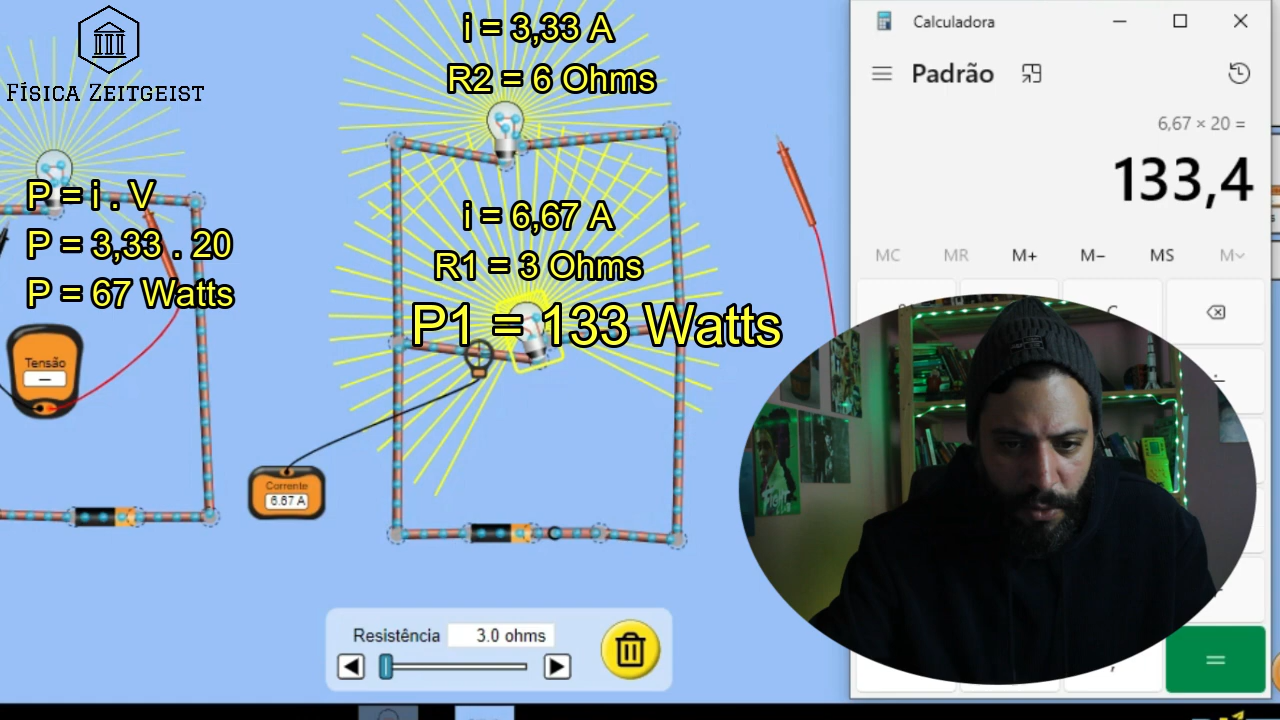 FÍSICA ZEITGEIST
P = i . V
P = 3,33 . 20
P = 67 Watts
Tensão
—
i = 3,33 A
R2 = 6 Ohms
i = 6,67 A
R1 = 3 Ohms
P1 = 133 Watts
Corrente
6.67 A
Resistência 3.0 ohms
Calculadora
Padrão
6,67 × 20 =
133,4
MC MR M+ M− MS M
C
=